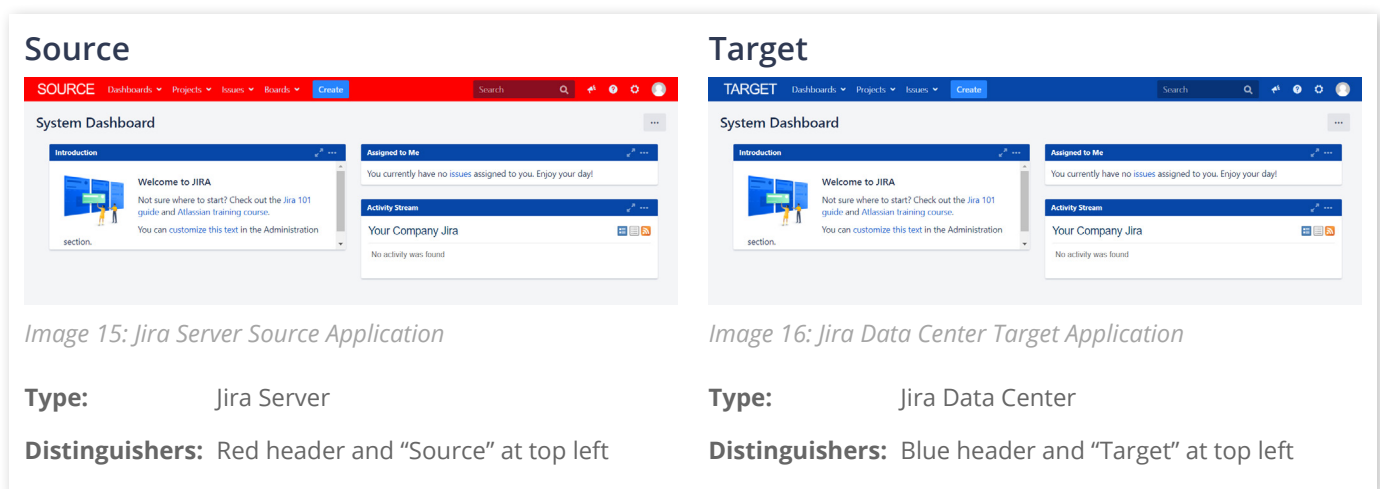 Source
SOURCE Dashboards Projects Issues Boards Create Search
System Dashboard
Introduction
Welcome to JIRA
Not sure where to start? Check out the Jira 101
guide and Atlassian training course.
You can customize this text in the Administration
section.
Assigned to Me
You currently have no issues assigned to you. Enjoy your day!
Activity Stream
Your Company Jira
No activity was found
Image 15: Jira Server Source Application
Type: Jira Server
Distinguishers: Red header and “Source” at top left
Target
TARGET Dashboards Projects Issues Create Search
System Dashboard
Introduction
Welcome to JIRA
Not sure where to start? Check out the Jira 101
guide and Atlassian training course.
You can customize this text in the Administration
section.
Assigned to Me
You currently have no issues assigned to you. Enjoy your day!
Activity Stream
Your Company Jira
No activity was found
Image 16: Jira Data Center Target Application
Type: Jira Data Center
Distinguishers: Blue header and “Target” at top left